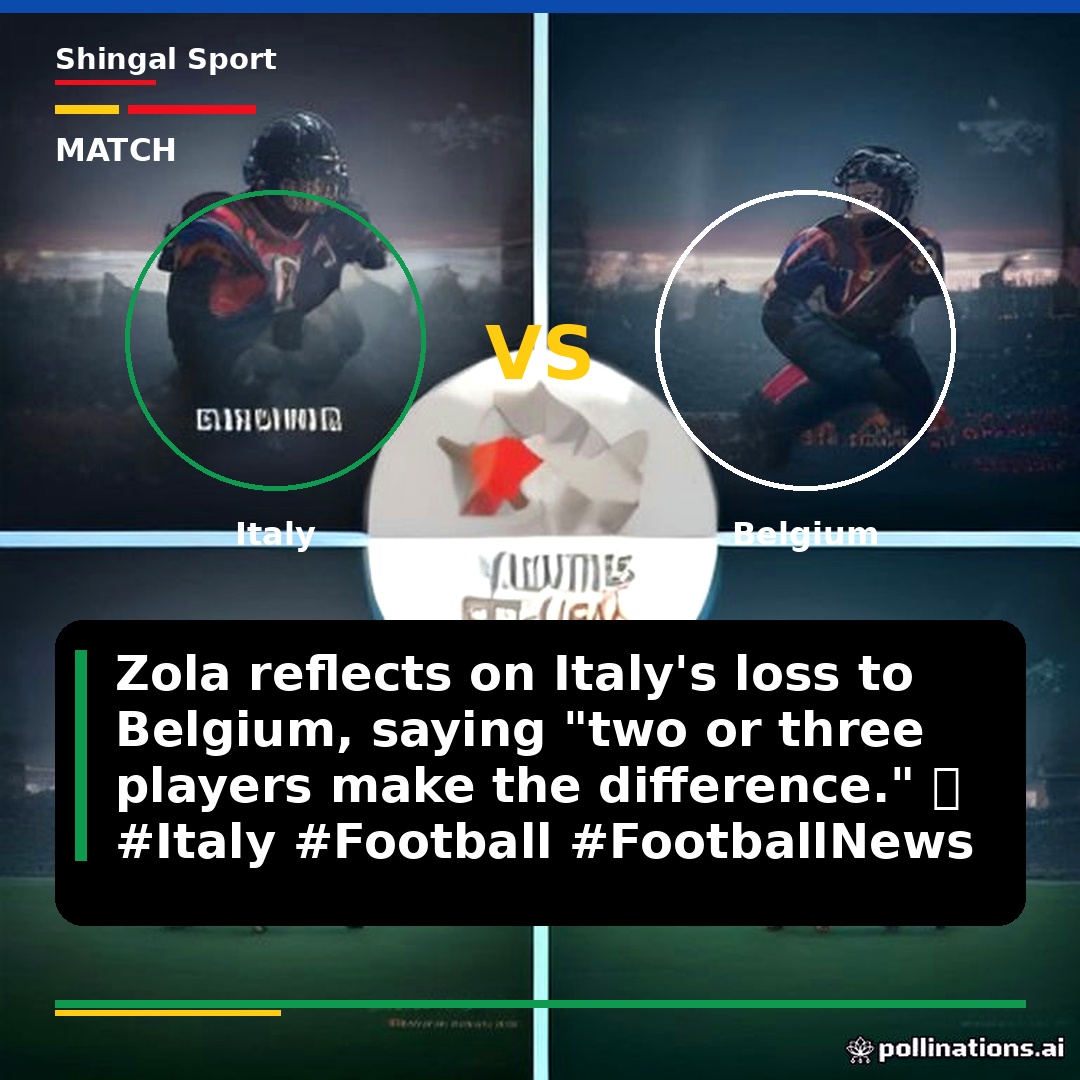 Shingal Sport
MATCH
VS
Italy
Belgium
Zola reflects on Italy's loss to
Belgium, saying "two or three
players make the difference."
#Italy #Football #FootballNews
pollinations.ai